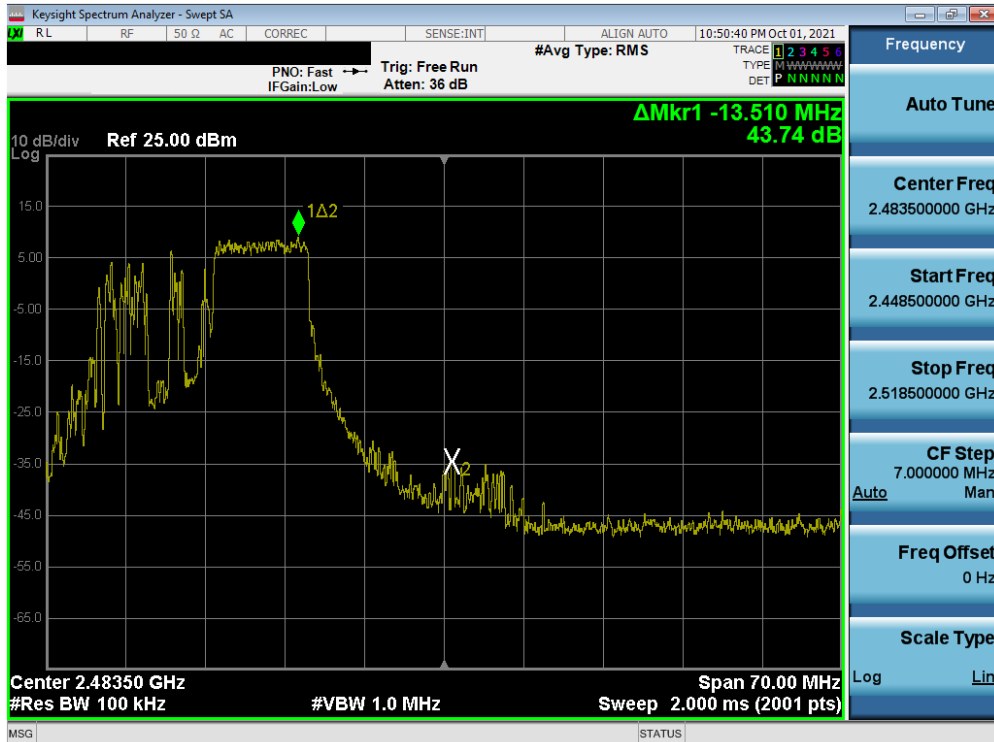 Keysight Spectrum Analyzer - Swept SA
LXI RL RF 50 Ω AC CORREC SENSE:INT ALIGN AUTO 10:50:40 PM Oct 01, 2021
#Avg Type: RMS
TRACE 1 2 3 4 5 6
PNO: Fast Trig: Free Run
TYPE M WWWWW
IFGain:Low Atten: 36 dB
DET P N N N N N
ΔMkr1 -13.510 MHz
43.74 dB
10 dB/div Ref 25.00 dBm
Log
1Δ2
15.0
5.00
-5.00
-15.0
-25.0
-35.0
X2
-45.0
-55.0
-65.0
Center 2.48350 GHz Span 70.00 MHz
#Res BW 100 kHz #VBW 1.0 MHz Sweep 2.000 ms (2001 pts)
MSG STATUS
Frequency
Auto Tune
Center Freq
2.483500000 GHz
Start Freq
2.448500000 GHz
Stop Freq
2.518500000 GHz
CF Step
7.000000 MHz
Auto Man
Freq Offset
0 Hz
Scale Type
Log Lin